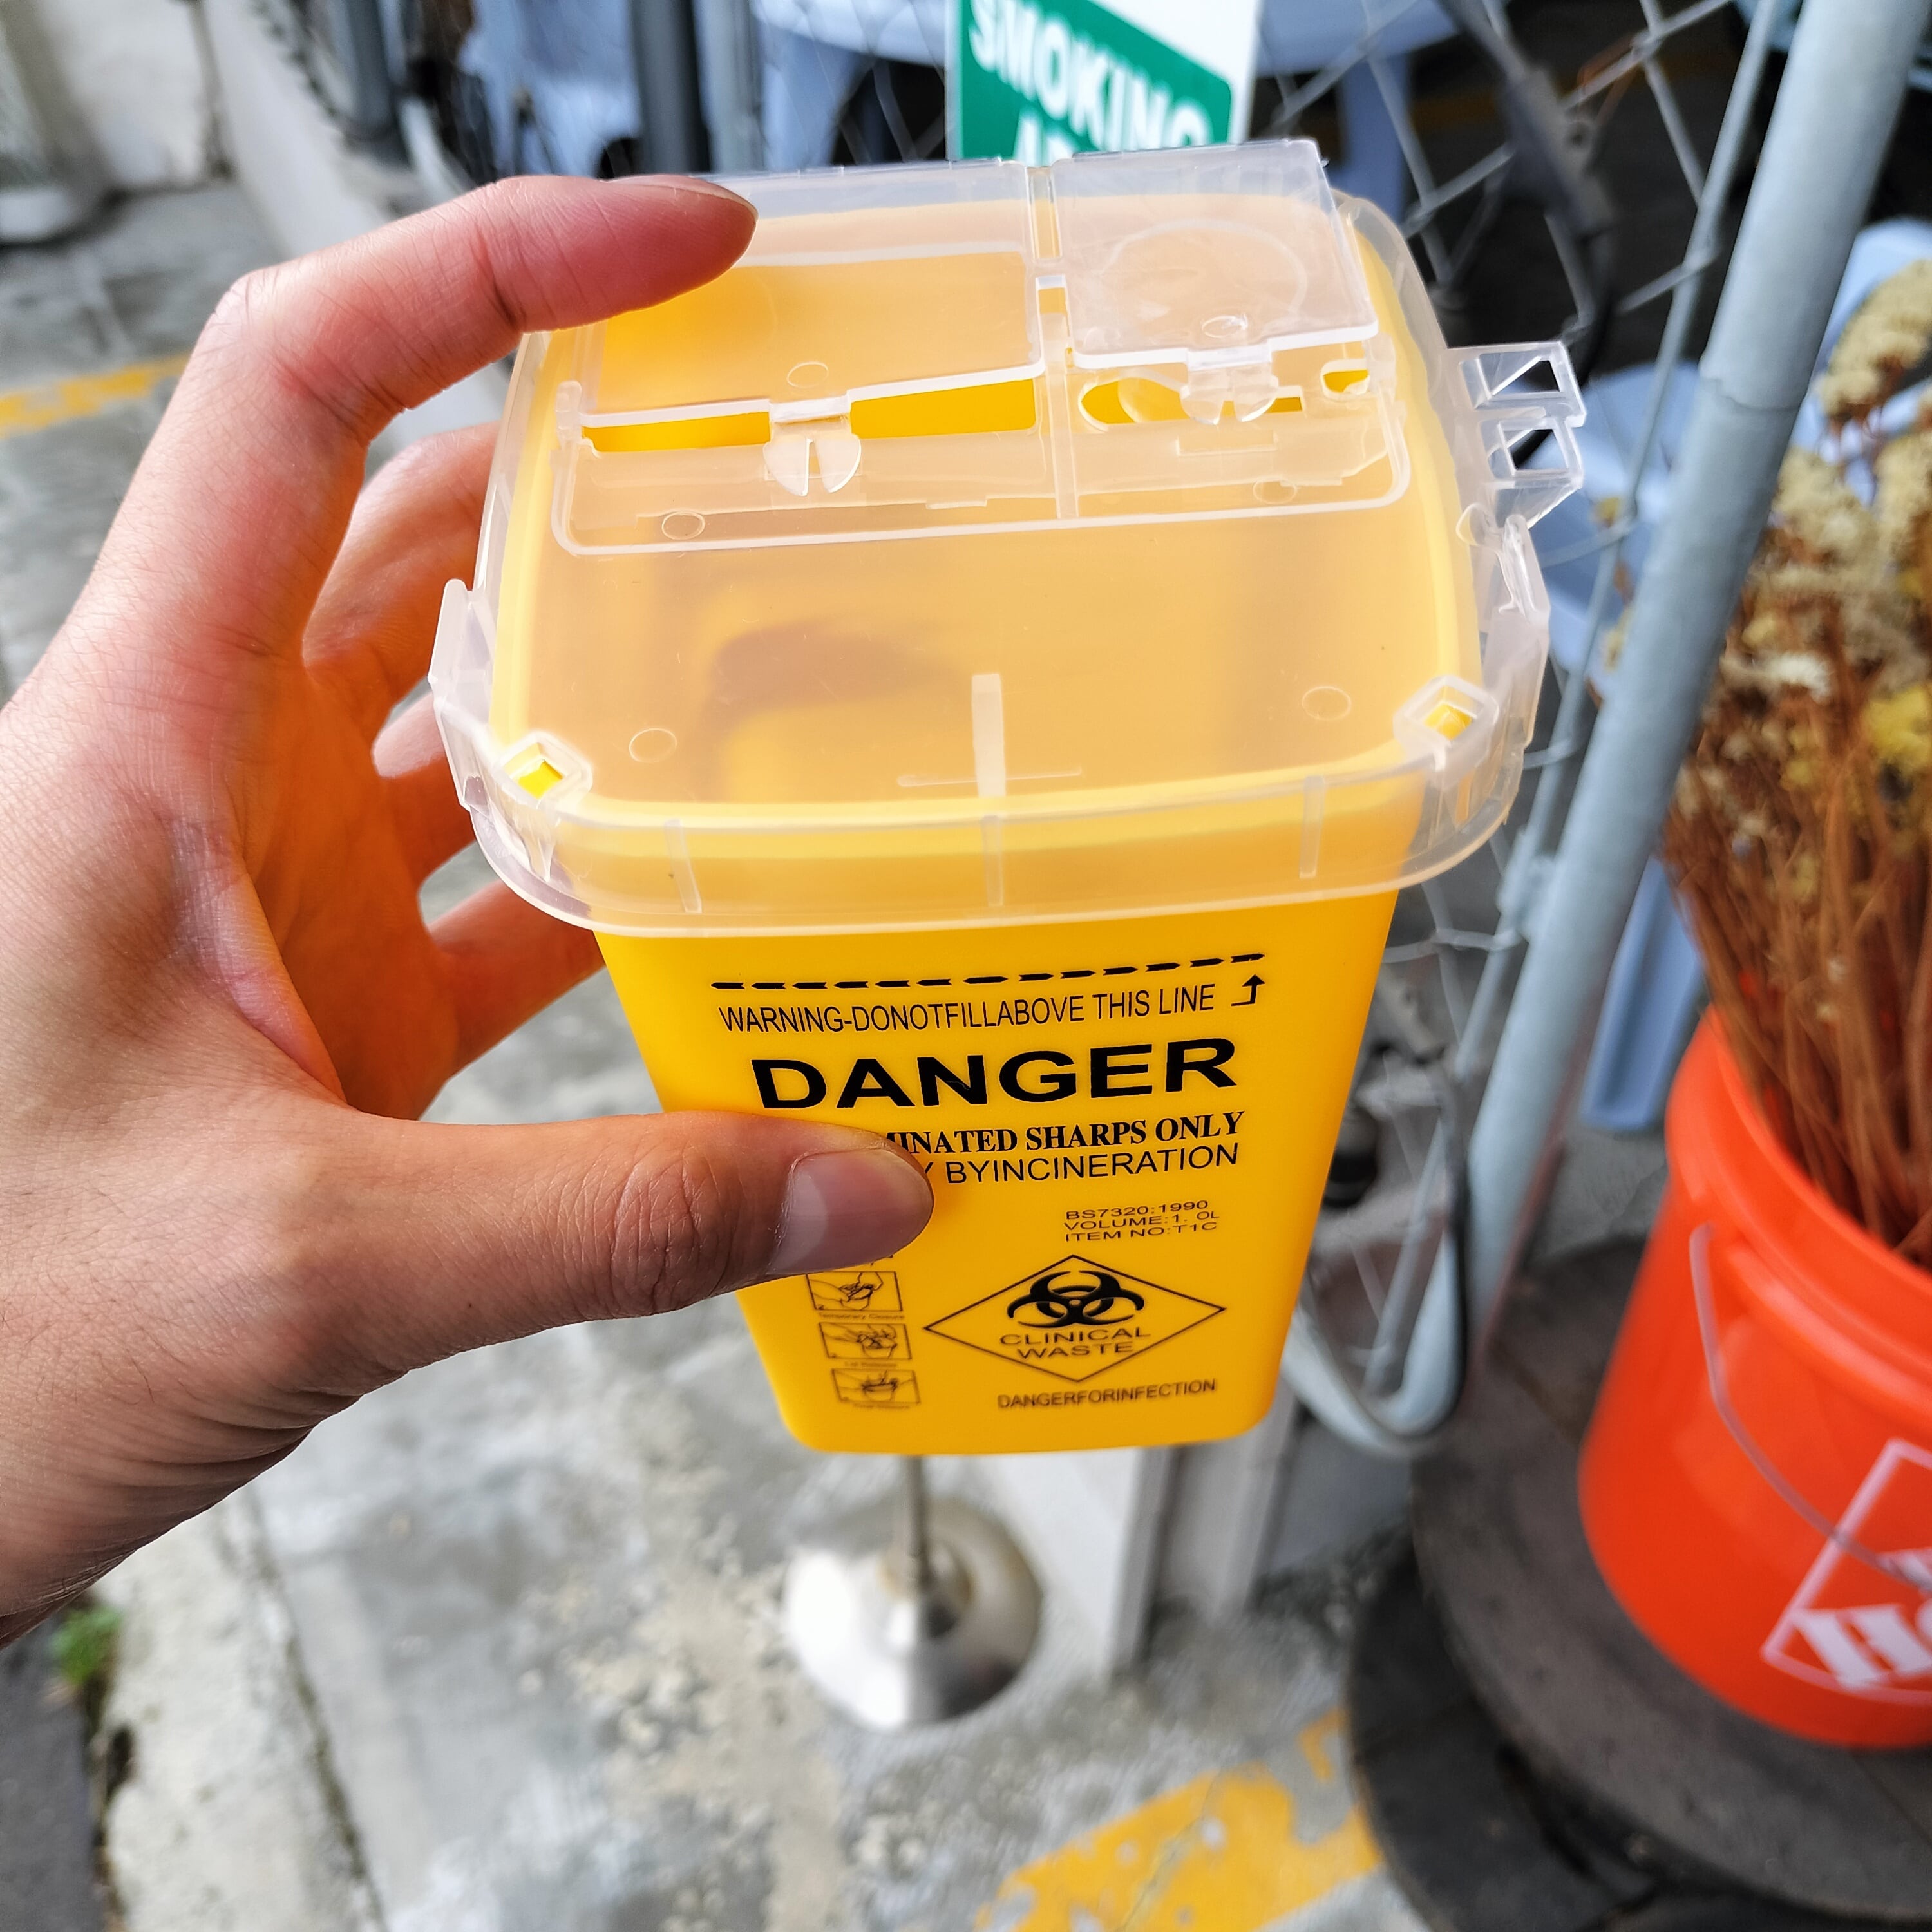 SMOKING
WARNING-DONOTFILLABOVE THIS LINE
DANGER
MINATED SHARPS ONLY
Y BYINCINERATION
BS7320:1990
VOLUME:1. 0L
ITEM NO:T1C
CLINICAL
WASTE
DANGERFORINFECTION